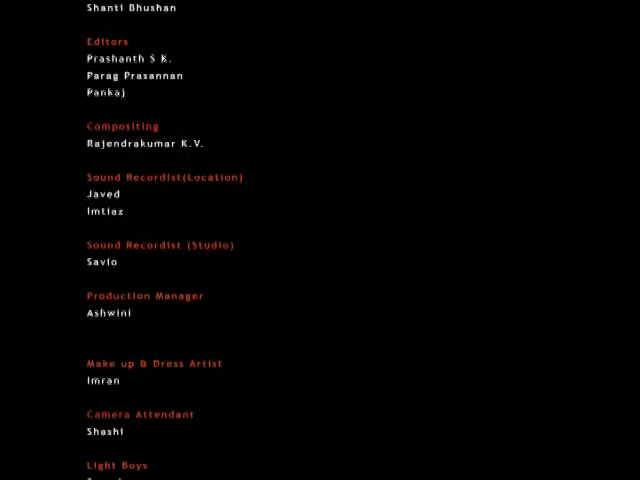 Shanti Bhushan
Editors
Prashanth S K.
Parag Prasannan
Pankaj
Compositing
Rajendrakumar K.V.
Sound Recordist(Location)
Javed
Imtiaz
Sound Recordist (Studio)
Savio
Production Manager
Ashwini
Make up & Dress Artist
Imran
Camera Attendant
Shashi
Light Boys